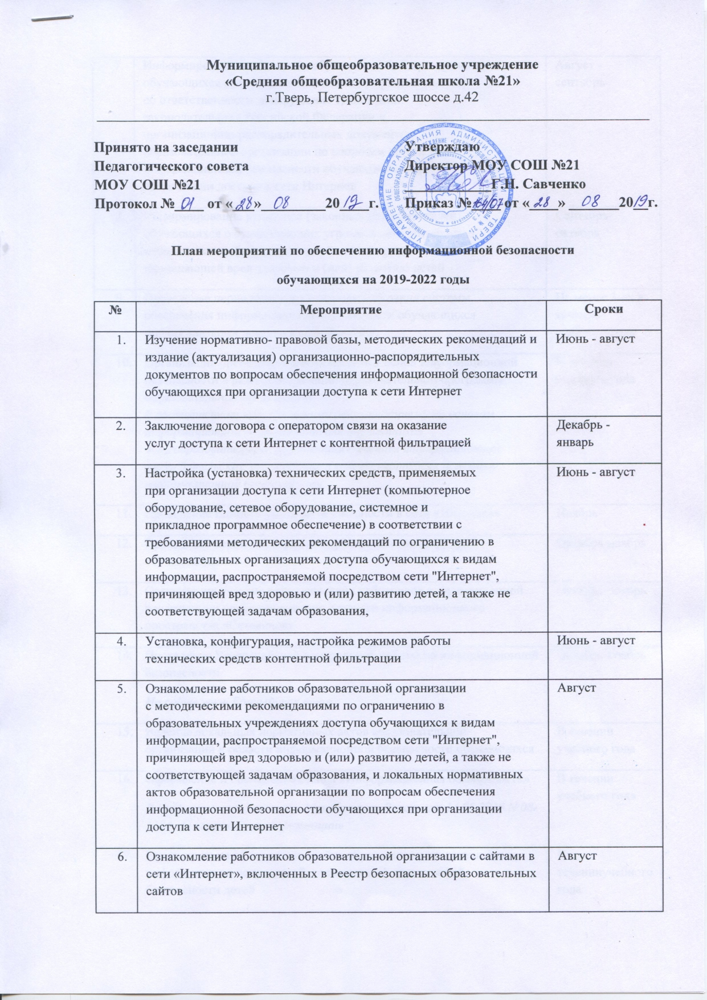 Муниципальное общеобразовательное учреждение
«Средняя общеобразовательная школа №21»
г.Тверь, Петербургское шоссе д.42
Принято на заседании
Педагогического совета
МОУ СОШ №21
Протокол № 01 от « 28 » 08 2019 г.
Утверждаю
Директор МОУ СОШ №21
Г.Н. Савченко
Приказ № от « 28 » 08 2019 г.
План мероприятий по обеспечению информационной безопасности
обучающихся на 2019-2022 годы
№ Мероприятие Сроки
1. Изучение нормативно- правовой базы, методических рекомендаций и Июнь - август
издание (актуализация) организационно-распорядительных
документов по вопросам обеспечения информационной безопасности
обучающихся при организации доступа к сети Интернет
2. Заключение договора с оператором связи на оказание Декабрь -
услуг доступа к сети Интернет с контентной фильтрацией январь
3. Настройка (установка) технических средств, применяемых Июнь - август
при организации доступа к сети Интернет (компьютерное
оборудование, сетевое оборудование, системное и
прикладное программное обеспечение) в соответствии с
требованиями методических рекомендаций по ограничению в
образовательных организациях доступа обучающихся к видам
информации, распространяемой посредством сети "Интернет",
причиняющей вред здоровью и (или) развитию детей, а также не
соответствующей задачам образования,
4. Установка, конфигурация, настройка режимов работы Июнь - август
технических средств контентной фильтрации
5. Ознакомление работников образовательной организации Август
с методическими рекомендациями по ограничению в
образовательных учреждениях доступа обучающихся к видам
информации, распространяемой посредством сети "Интернет",
причиняющей вред здоровью и (или) развитию детей, а также не
соответствующей задачам образования, и локальных нормативных
актов образовательной организации по вопросам обеспечения
информационной безопасности обучающихся при организации
доступа к сети Интернет
6. Ознакомление работников образовательной организации с сайтами в Август
сети «Интернет», включенных в Реестр безопасных образовательных
сайтов